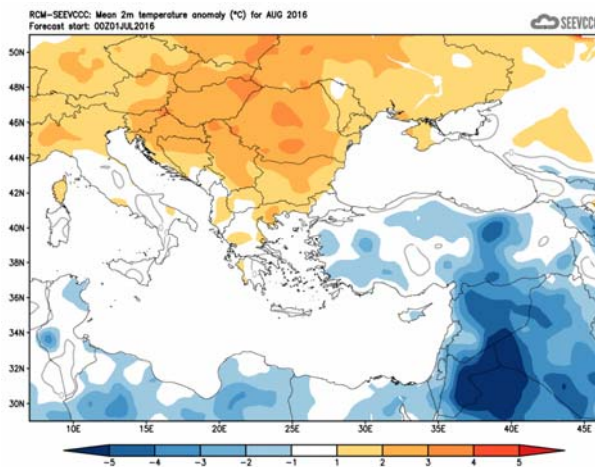 RCM-SEEVCCC: Mean 2m temperature anomaly (°C) for AUG 2016
Forecast start: 00Z01JUL2016
SEEVCCC
50N
48N
46N
44N
42N
40N
38N
36N
34N
32N
30N
10E 15E 20E 25E 30E 35E 40E 45E
-5 -4 -3 -2 -1 1 2 3 4 5